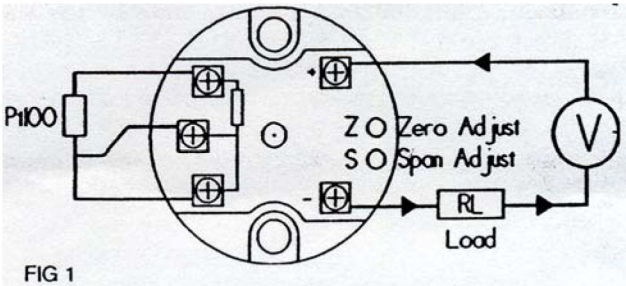 Pt100
+
Z Zero Adjust
S Span Adjust
V
-
RL
Load
FIG 1